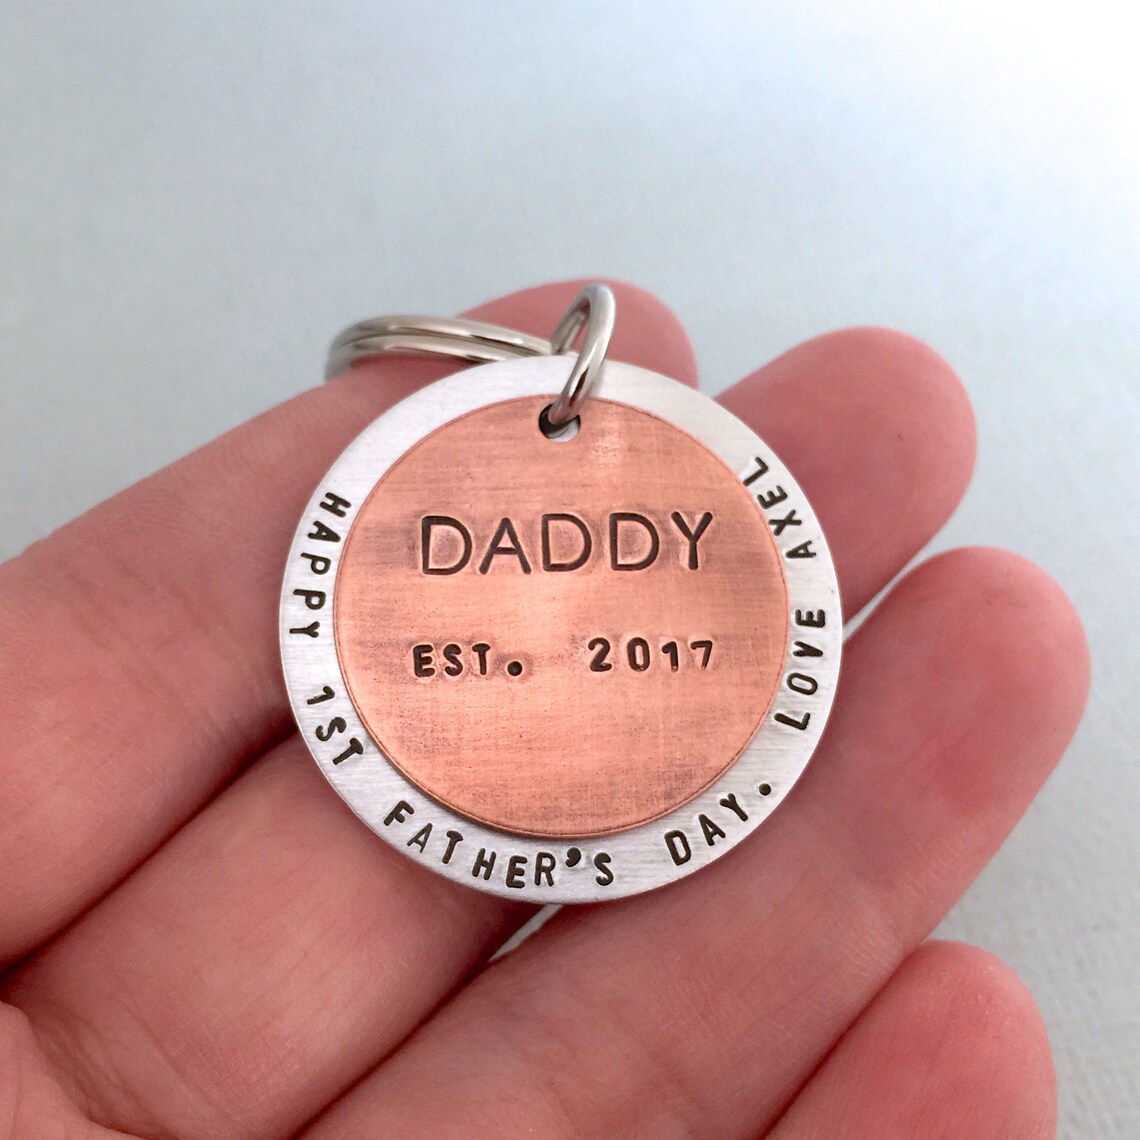 DADDY
EST. 2017
HAPPY 1ST FATHER'S DAY. LOVE AXEL